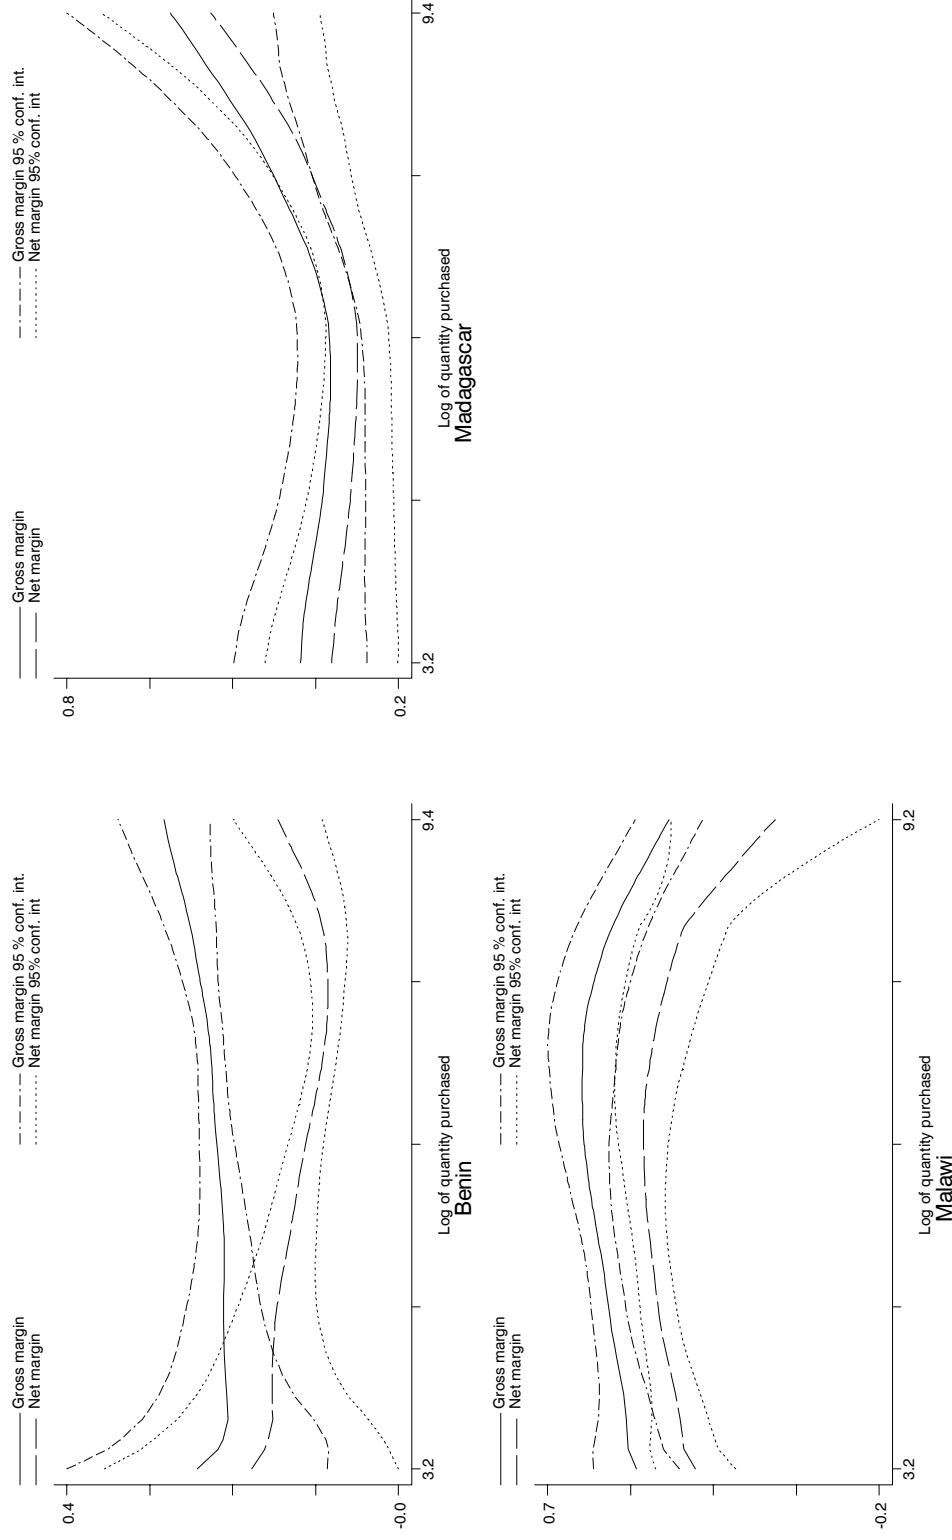 Gross margin
Net margin
Gross margin 95 % conf. int.
Net margin 95% conf. int
0.4
-0.0
3.2
9.4
Log of quantity purchased
Benin
Gross margin
Net margin
Gross margin 95 % conf. int.
Net margin 95% conf. int
0.8
0.2
3.2
9.4
Log of quantity purchased
Madagascar
Gross margin
Net margin
Gross margin 95 % conf. int.
Net margin 95% conf. int
0.7
-0.2
3.2
9.2
Log of quantity purchased
Malawi